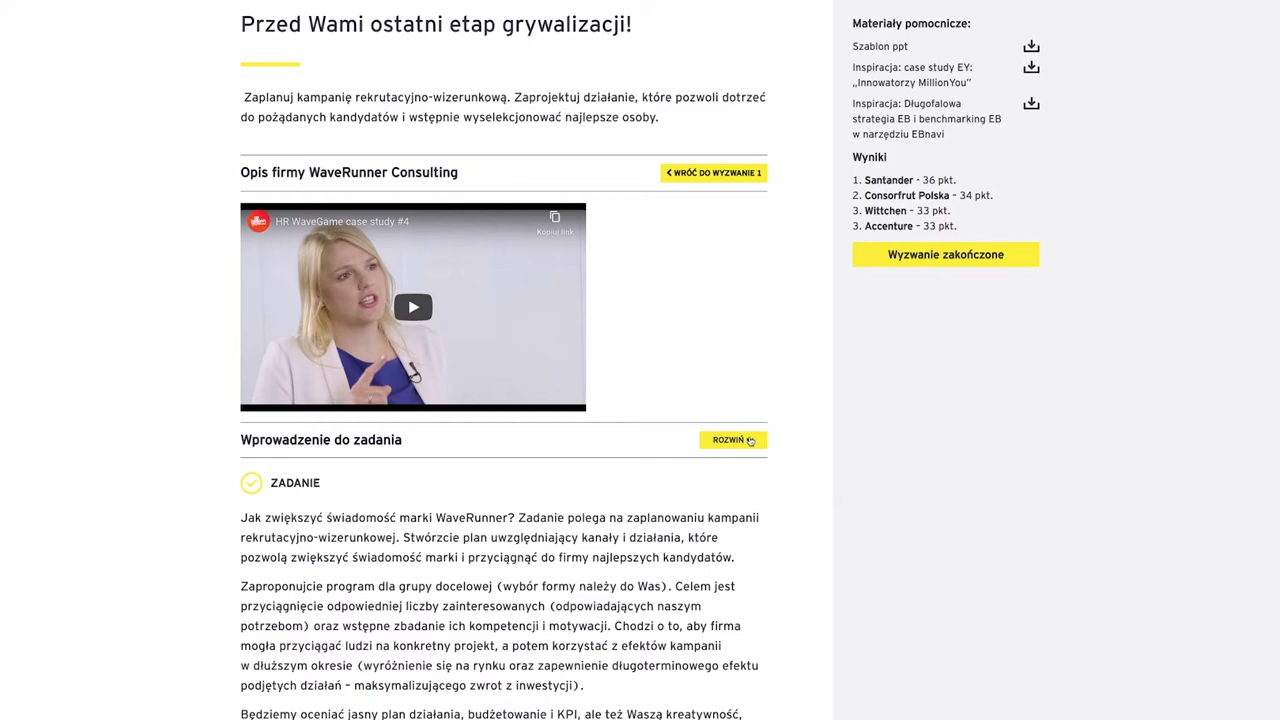 Przed Wami ostatni etap grywalizacji!
Zaplanuj kampanię rekrutacyjno-wizerunkową. Zaprojektuj działanie, które pozwoli dotrzeć
do pożądanych kandydatów i wstępnie wyselekcjonować najlepsze osoby.
Opis firmy WaveRunner Consulting
WRÓĆ DO WYZWANIE 1
HR WaveGame case study #4
Kopiuj link
Wprowadzenie do zadania
ROZWIŃ
ZADANIE
Jak zwiększyć świadomość marki WaveRunner? Zadanie polega na zaplanowaniu kampanii
rekrutacyjno-wizerunkowej. Stwórzcie plan uwzględniający kanały i działania, które
pozwolą zwiększyć świadomość marki i przyciągnąć do firmy najlepszych kandydatów.
Zaproponujcie program dla grupy docelowej (wybór formy należy do Was). Celem jest
przyciągnięcie odpowiedniej liczby zainteresowanych (odpowiadających naszym
potrzebom) oraz wstępne zbadanie ich kompetencji i motywacji. Chodzi o to, aby firma
mogła przyciągać ludzi na konkretny projekt, a potem korzystać z efektów kampanii
w dłuższym okresie (wyróżnienie się na rynku oraz zapewnienie długoterminowego efektu
podjętych działań – maksymalizującego zwrot z inwestycji).
Będziemy oceniać jasny plan działania, budżetowanie i KPI, ale też Waszą kreatywność,
Materiały pomocnicze:
Szablon ppt
Inspiracja: case study EY:
„Innowatorzy MillionYou”
Inspiracja: Długofalowa
strategia EB i benchmarking EB
w narzędziu EBnavi
Wyniki
1. Santander - 36 pkt.
2. Consorfrut Polska – 34 pkt.
3. Wittchen – 33 pkt.
3. Accenture – 33 pkt.
Wyzwanie zakończone